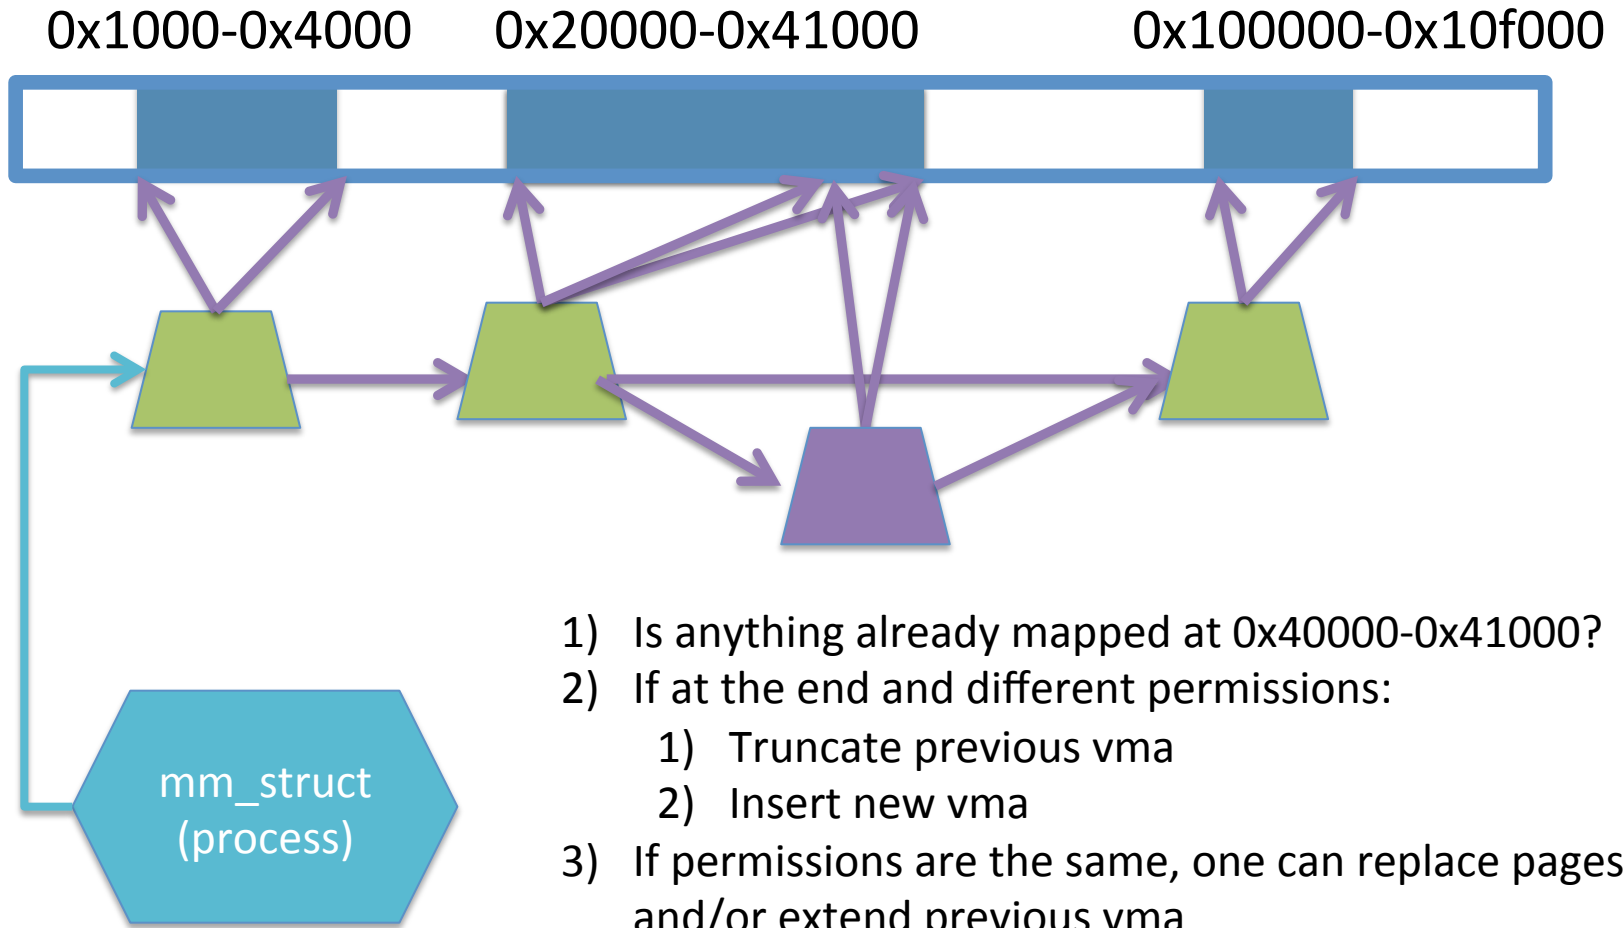 0x1000-0x4000 0x20000-0x41000 0x100000-0x10f000
1) Is anything already mapped at 0x40000-0x41000?
2) If at the end and different permissions:
1) Truncate previous vma
2) Insert new vma
3) If permissions are the same, one can replace pages
and/or extend previous vma
mm_struct
(process)